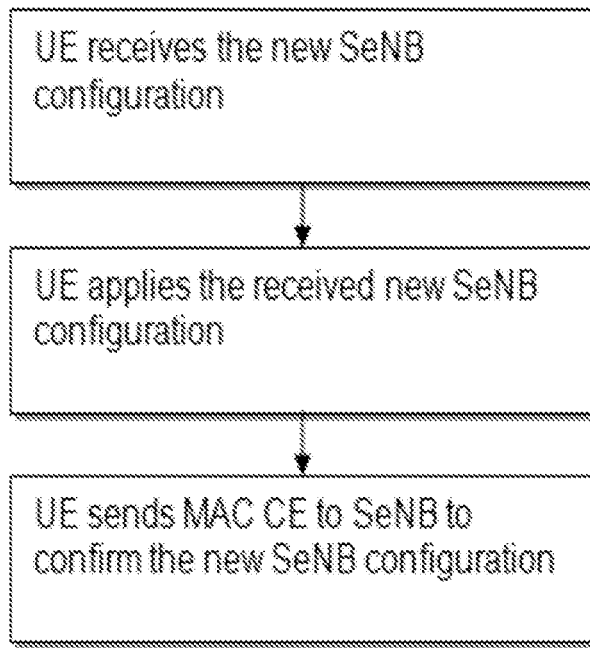 UE receives the new SeNB
configuration
UE applies the received new SeNB
configuration
UE sends MAC CE to SeNB to
confirm the new SeNB configuration